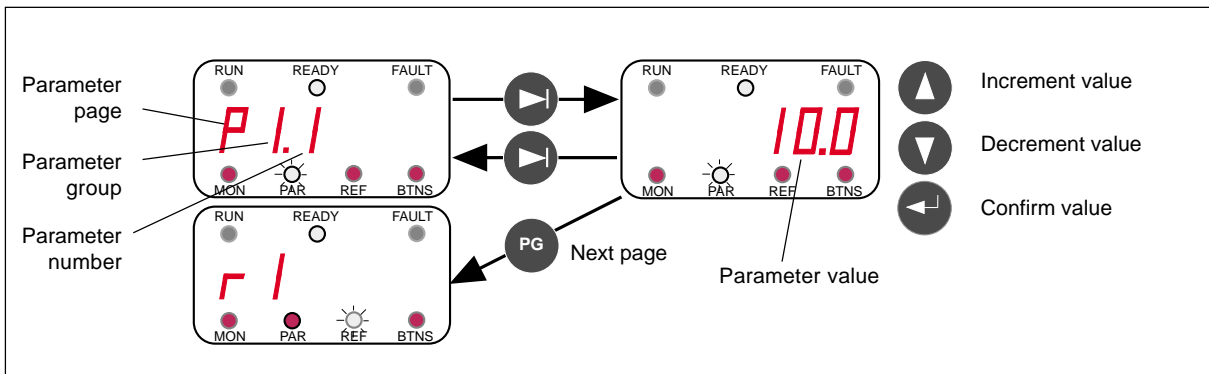 RUN READY FAULT
P1.1
MON PAR REF BTNS
Parameter
page
Parameter
group
Parameter
number
RUN READY FAULT
r1
MON PAR REF BTNS
PG
Next page
RUN READY FAULT
10.0
MON PAR REF BTNS
Parameter value
Increment value
Decrement value
Confirm value